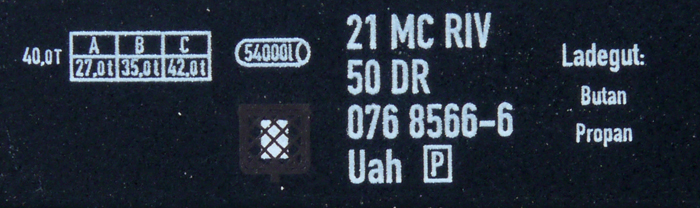 40,0T
A B C
27,0t 35,0t 42,0t
54000l
21 MC RIV
50 DR
076 8566-6
Uah P
Ladegut:
Butan
Propan